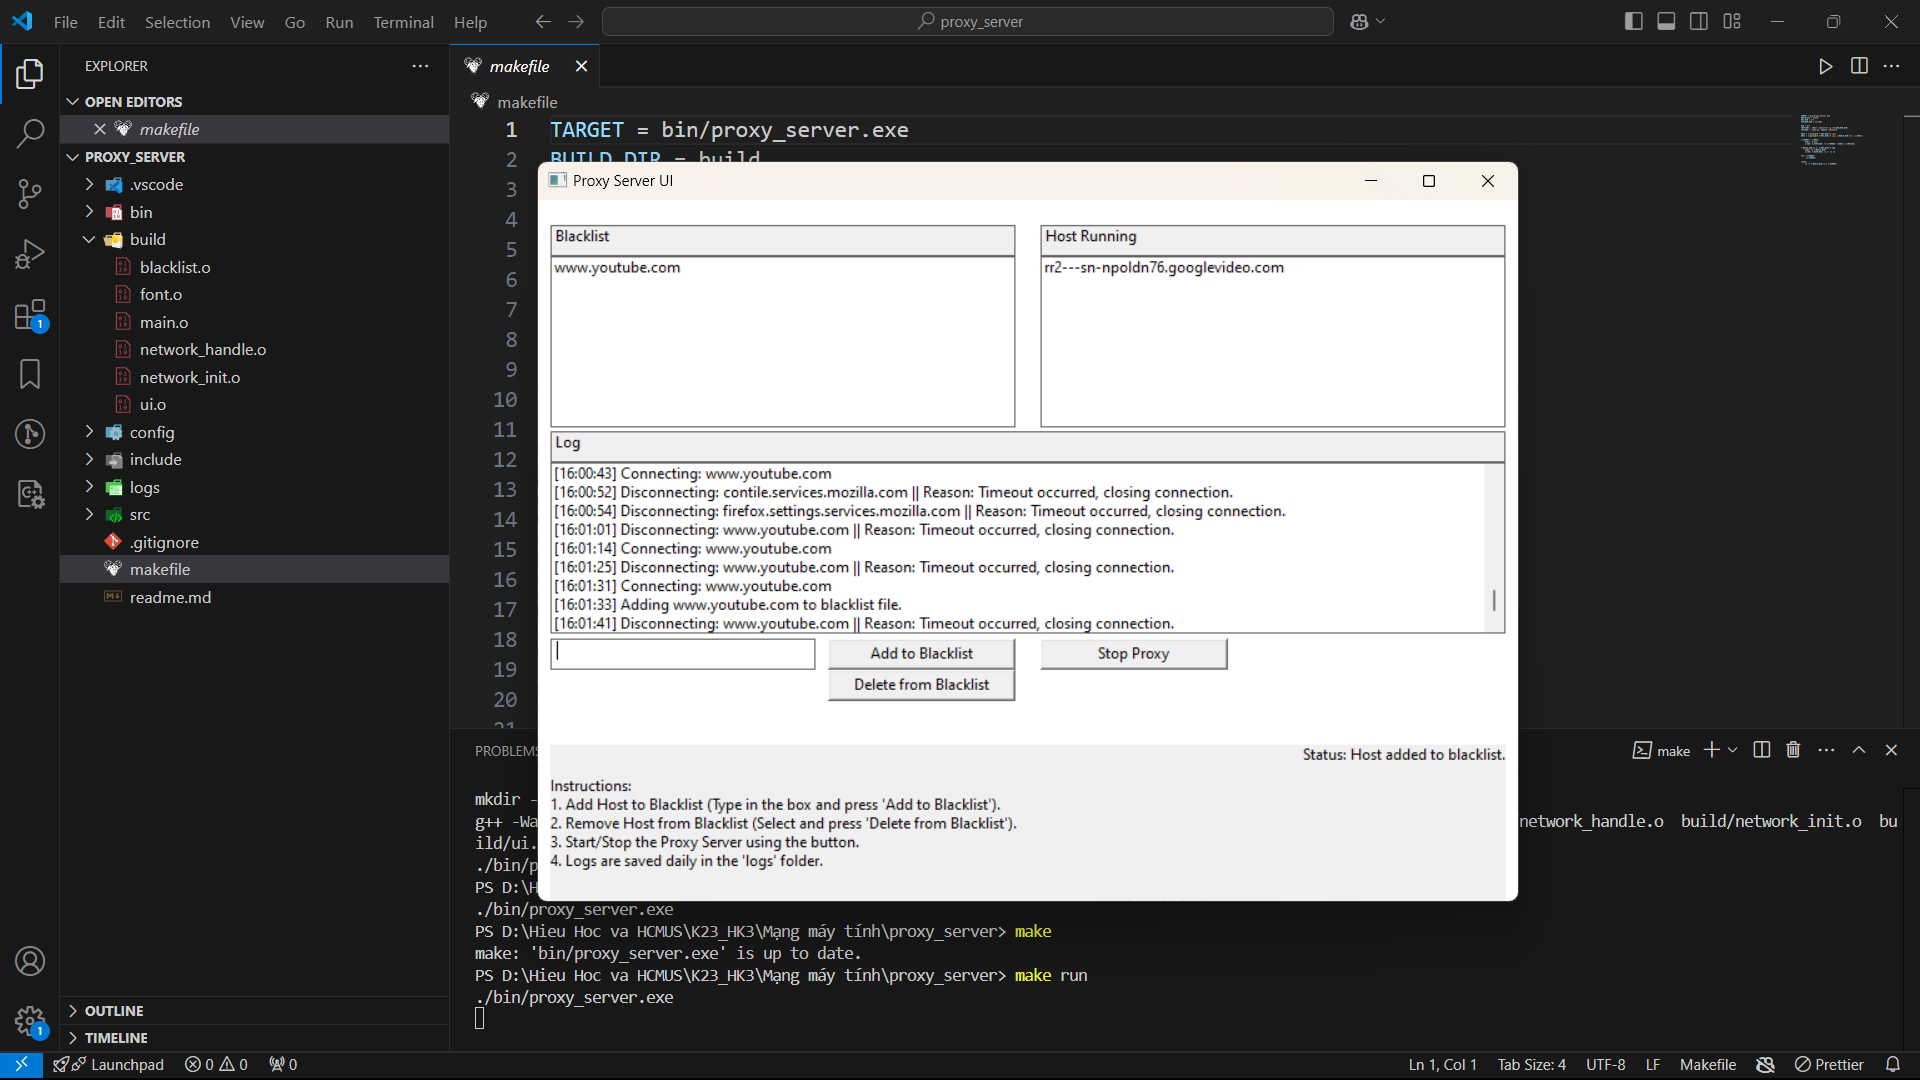 File Edit Selection View Go Run Terminal Help
proxy_server
EXPLORER
OPEN EDITORS
makefile
PROXY_SERVER
.vscode
bin
build
blacklist.o
font.o
main.o
network_handle.o
network_init.o
ui.o
config
include
logs
src
.gitignore
makefile
readme.md
OUTLINE
TIMELINE
makefile
makefile
1 TARGET = bin/proxy_server.exe
2 BUILD_DIR = build
3
4
5
6
7
8
9
10
11
12
13
14
15
16
17
18
19
20
21
Proxy Server UI
Blacklist
www.youtube.com
Host Running
rr2---sn-npoldn76.googlevideo.com
Log
[16:00:43] Connecting: www.youtube.com
[16:00:52] Disconnecting: contile.services.mozilla.com || Reason: Timeout occurred, closing connection.
[16:00:54] Disconnecting: firefox.settings.services.mozilla.com || Reason: Timeout occurred, closing connection.
[16:01:01] Disconnecting: www.youtube.com || Reason: Timeout occurred, closing connection.
[16:01:14] Connecting: www.youtube.com
[16:01:25] Disconnecting: www.youtube.com || Reason: Timeout occurred, closing connection.
[16:01:31] Connecting: www.youtube.com
[16:01:33] Adding www.youtube.com to blacklist file.
[16:01:41] Disconnecting: www.youtube.com || Reason: Timeout occurred, closing connection.
Add to Blacklist
Stop Proxy
Delete from Blacklist
Status: Host added to blacklist.
Instructions:
1. Add Host to Blacklist (Type in the box and press 'Add to Blacklist').
2. Remove Host from Blacklist (Select and press 'Delete from Blacklist').
3. Start/Stop the Proxy Server using the button.
4. Logs are saved daily in the 'logs' folder.
PROBLEMS
make
mkdir -
g++ -Wa network_handle.o build/network_init.o bu
ild/ui.
./bin/p
PS D:\H
./bin/proxy_server.exe
PS D:\Hieu Hoc va HCMUS\K23_HK3\Mạng máy tính\proxy_server> make
make: 'bin/proxy_server.exe' is up to date.
PS D:\Hieu Hoc va HCMUS\K23_HK3\Mạng máy tính\proxy_server> make run
./bin/proxy_server.exe
1
1
Launchpad 0 0 0
Ln 1, Col 1 Tab Size: 4 UTF-8 LF Makefile Prettier